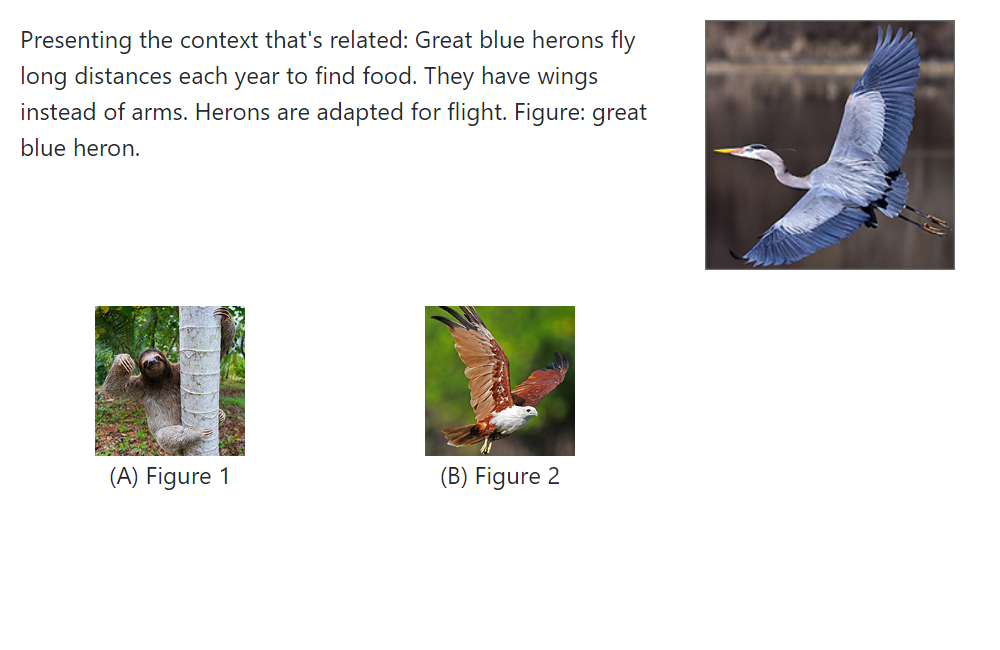 Presenting the context that's related: Great blue herons fly
long distances each year to find food. They have wings
instead of arms. Herons are adapted for flight. Figure: great
blue heron.
(A) Figure 1
(B) Figure 2